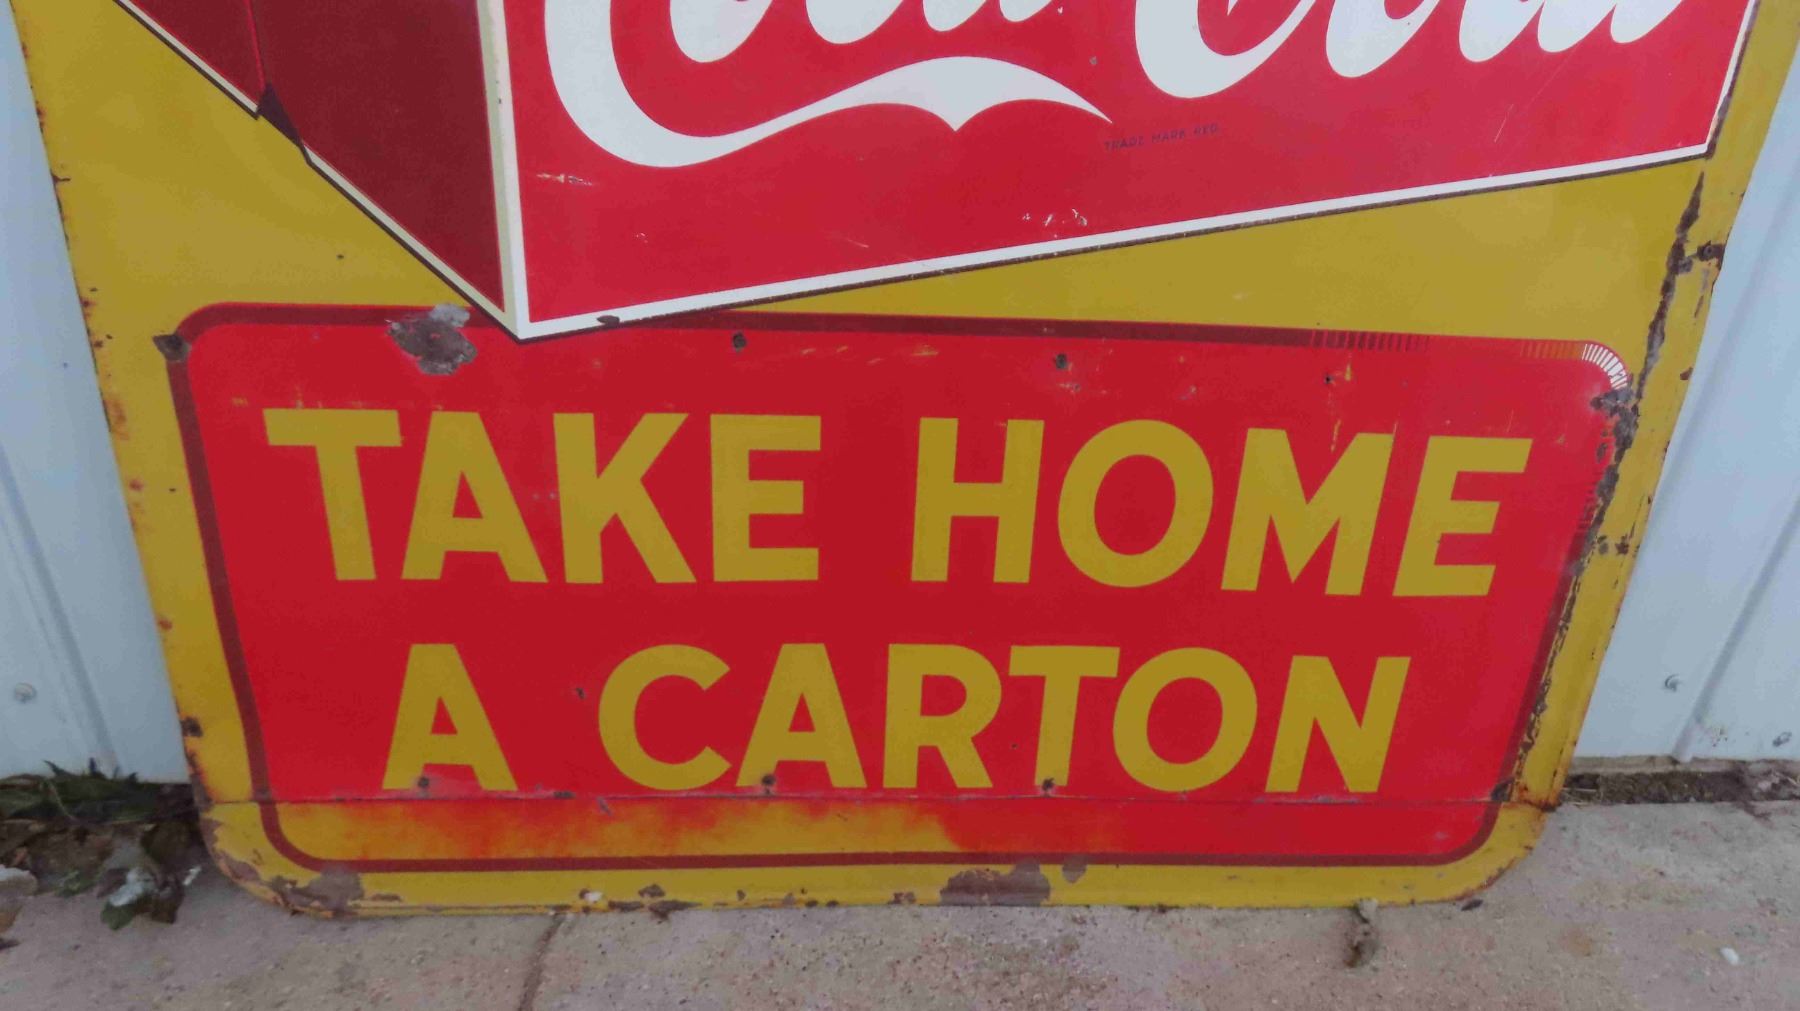 Coca-Cola
TRADE MARK REG.
TAKE HOME
A CARTON